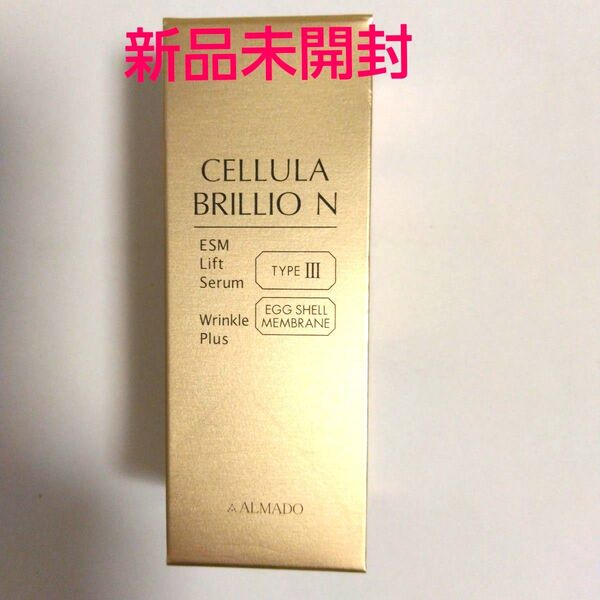 新品未開封
CELLULA
BRILLIO N
ESM
Lift
Serum
TYPE III
Wrinkle
Plus
EGG SHELL
MEMBRANE
ALMADO